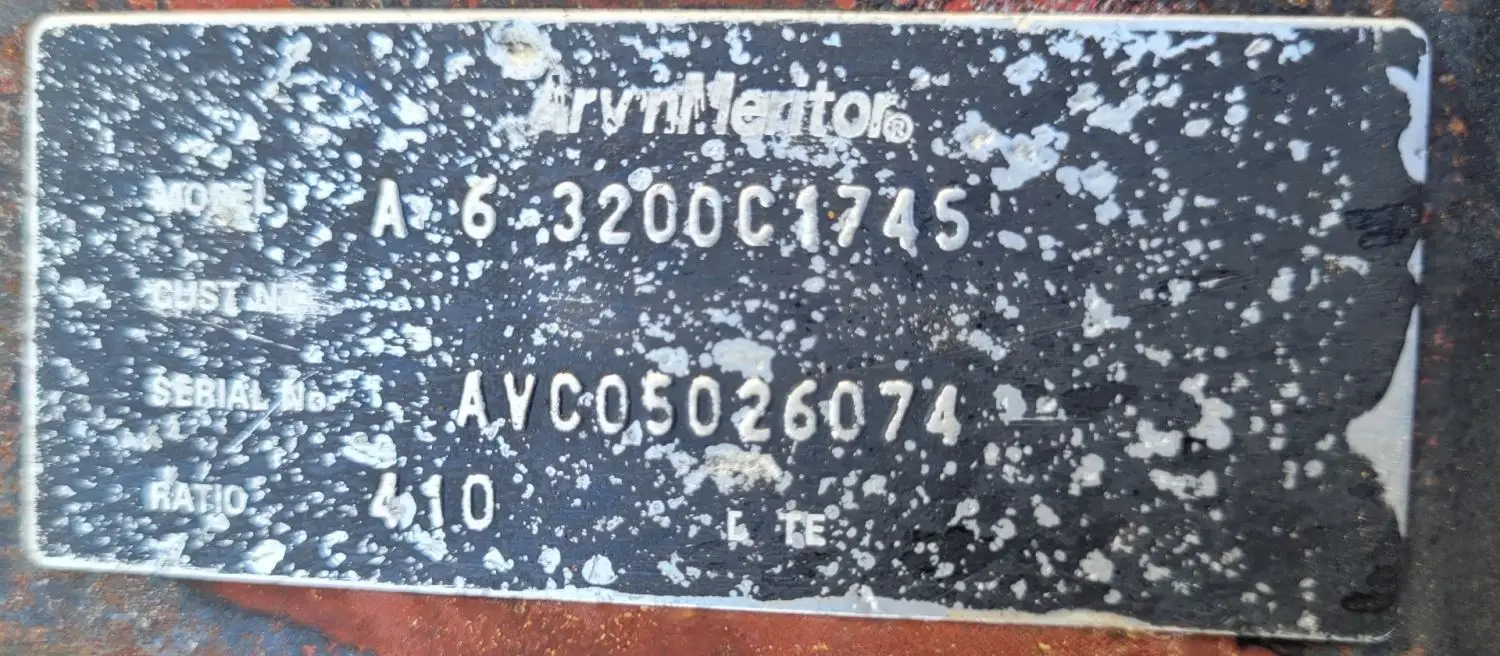 ArvinMeritor®
MODEL A 6 3200C1745
CUST No.
SERIAL No. AVC05026074
RATIO 410